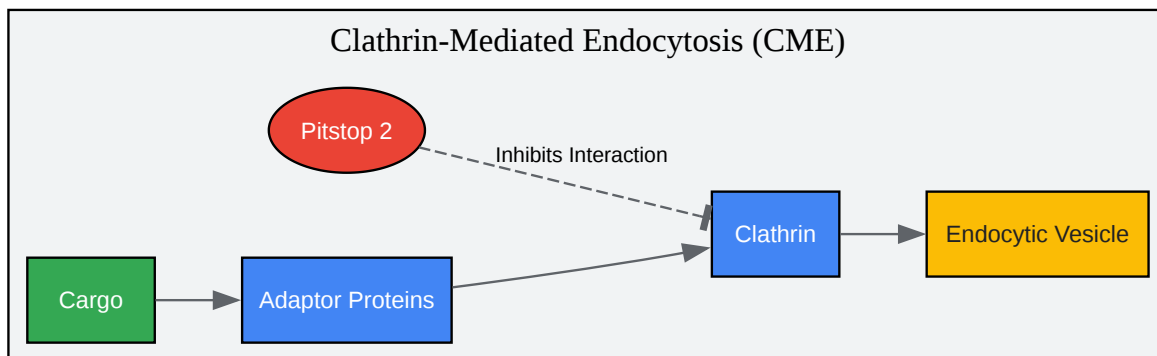 Clathrin-Mediated Endocytosis (CME)
Pitstop 2
Inhibits Interaction
Clathrin
Endocytic Vesicle
Cargo
Adaptor Proteins